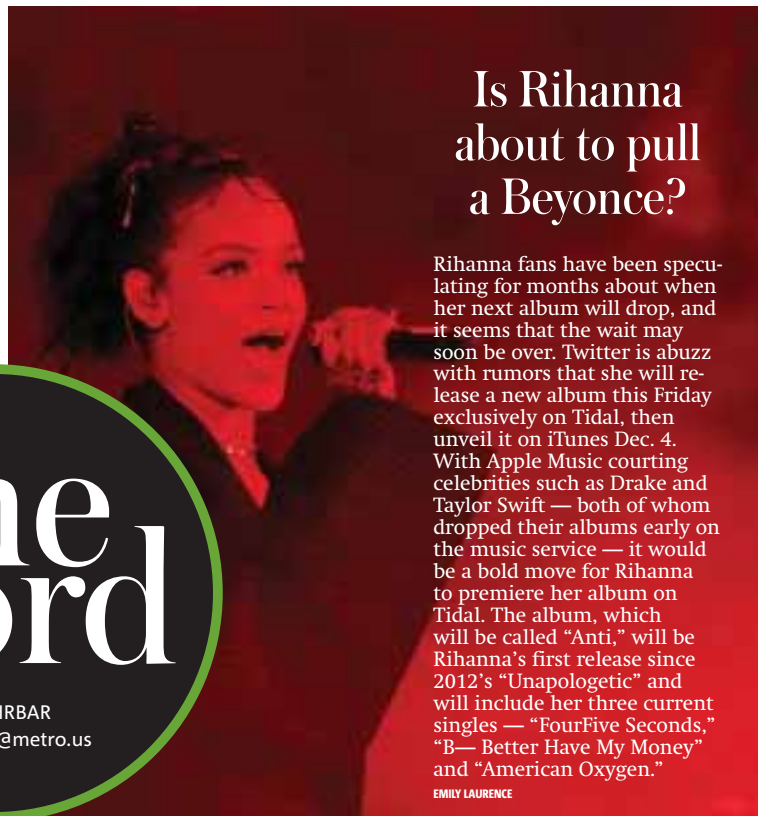 Is Rihanna
about to pull
a Beyonce?
Rihanna fans have been specu-
lating for months about when
her next album will drop, and
it seems that the wait may
soon be over. Twitter is abuzz
with rumors that she will re-
lease a new album this Friday
exclusively on Tidal, then
unveil it on iTunes Dec. 4.
With Apple Music courting
celebrities such as Drake and
Taylor Swift — both of whom
dropped their albums early on
the music service — it would
be a bold move for Rihanna
to premiere her album on
Tidal. The album, which
will be called “Anti,” will be
Rihanna’s first release since
2012’s “Unapologetic” and
will include her three current
singles — “FourFive Seconds,”
“B— Better Have My Money”
and “American Oxygen.”
EMILY LAURENCE
ne
ord
IRBAR
@metro.us